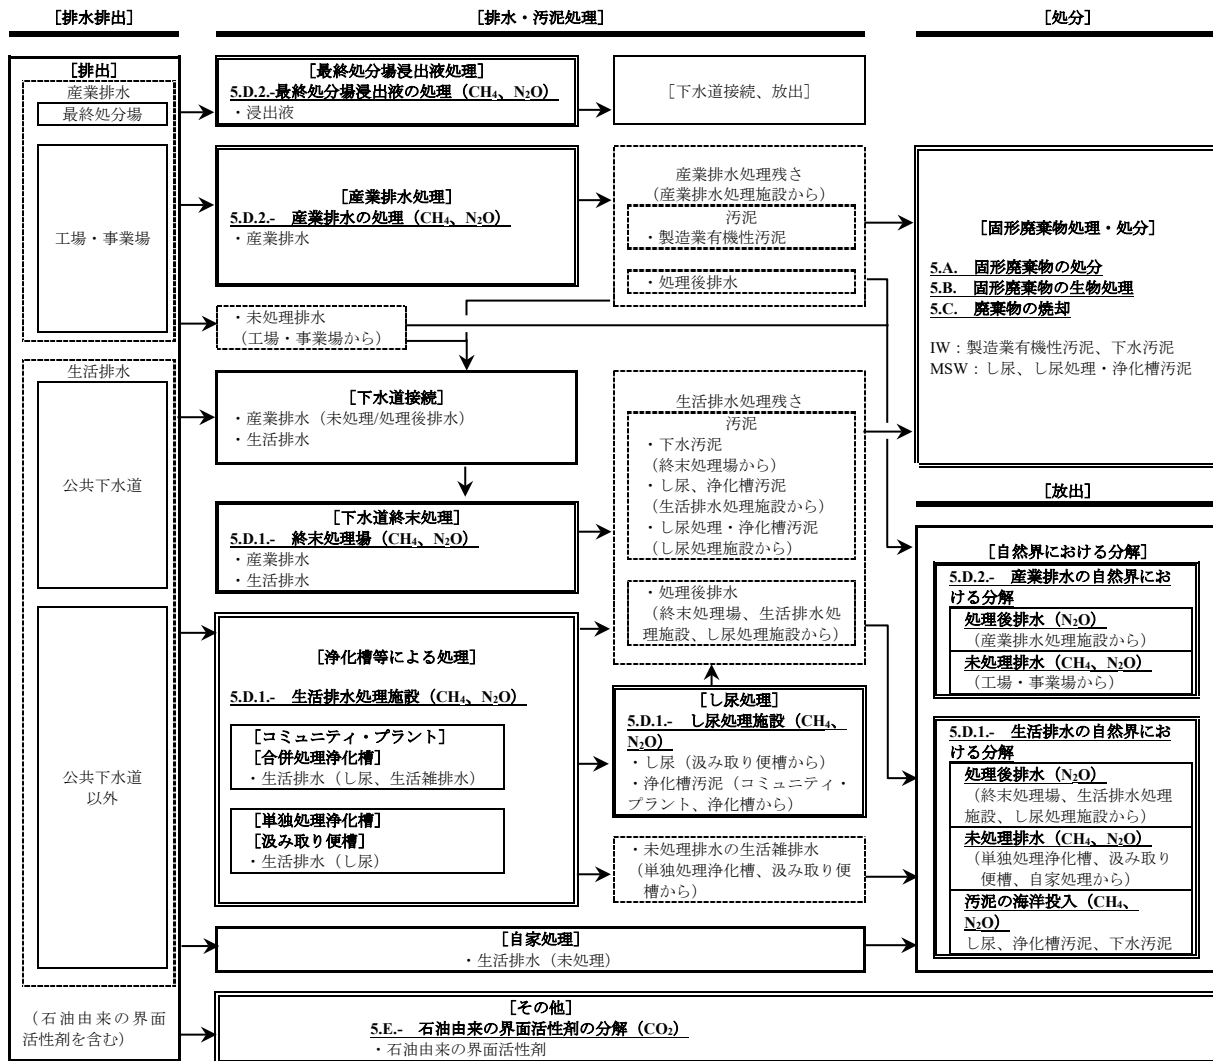 ［排水排出］
［排水・汚泥処理］
［処分］
［排出］
産業排水
最終処分場
工場・事業場
生活排水
公共下水道
公共下水道
以外
（石油由来の界面
活性剤を含む）
［最終処分場浸出液処理］
5.D.2.-最終処分場浸出液の処理（CH₄、N₂O）
・浸出液
［下水道接続、放出］
［産業排水処理］
5.D.2.-　産業排水の処理（CH₄、N₂O）
・産業排水
産業排水処理残さ
（産業排水処理施設から）
汚泥
・製造業有機性汚泥
・処理後排水
・未処理排水
（工場・事業場から）
［下水道接続］
・産業排水（未処理/処理後排水）
・生活排水
［下水道終末処理］
5.D.1.-　終末処理場（CH₄、N₂O）
・産業排水
・生活排水
生活排水処理残さ
汚泥
・下水汚泥
（終末処理場から）
・し尿、浄化槽汚泥
（生活排水処理施設から）
・し尿処理・浄化槽汚泥
（し尿処理施設から）
・処理後排水
（終末処理場、生活排水処
理施設、し尿処理施設から）
［浄化槽等による処理］
5.D.1.-　生活排水処理施設（CH₄、N₂O）
［コミュニティ・プラント］
［合併処理浄化槽］
・生活排水（し尿、生活雑排水）
［単独処理浄化槽］
［汲み取り便槽］
・生活排水（し尿）
［し尿処理］
5.D.1.-　し尿処理施設（CH₄、
N₂O）
・し尿（汲み取り便槽から）
・浄化槽汚泥（コミュニティ・
プラント、浄化槽から）
・未処理排水の生活雑排水
（単独処理浄化槽、汲み取り便
槽から）
［自家処理］
・生活排水（未処理）
［その他］
5.E.-　石油由来の界面活性剤の分解（CO₂）
・石油由来の界面活性剤
［固形廃棄物処理・処分］
5.A.　固形廃棄物の処分
5.B.　固形廃棄物の生物処理
5.C.　廃棄物の焼却
IW：製造業有機性汚泥、下水汚泥
MSW：し尿、し尿処理・浄化槽汚泥
［放出］
［自然界における分解］
5.D.2.-　産業排水の自然界にお
ける分解
処理後排水（N₂O）
（産業排水処理施設から）
未処理排水（CH₄、N₂O）
（工場・事業場から）
5.D.1.-　生活排水の自然界にお
ける分解
処理後排水（N₂O）
（終末処理場、生活排水処理
施設、し尿処理施設から）
未処理排水（CH₄、N₂O）
（単独処理浄化槽、汲み取り
便槽、自家処理から）
汚泥の海洋投入（CH₄、
N₂O）
し尿、浄化槽汚泥、下水汚泥